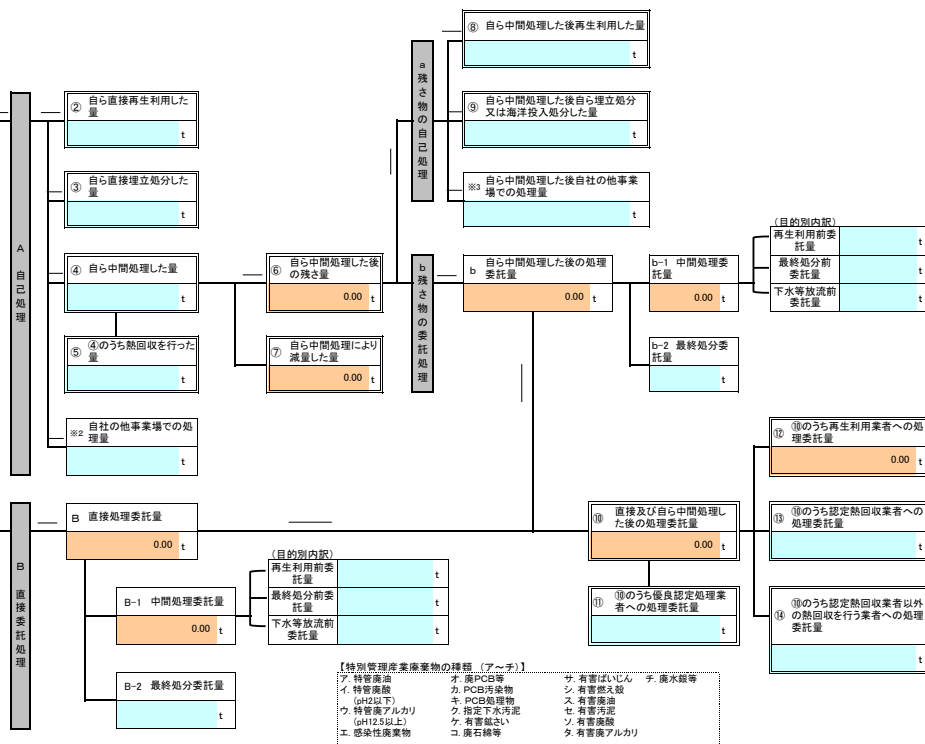 ⑧ 自ら中間処理した後再生利用した量
t
a 残さ物の自己処理
② 自ら直接再生利用した
量
t
⑨ 自ら中間処理した後自ら埋立処分
又は海洋投入処分した量
t
③ 自ら直接埋立処分した
量
t
※3 自ら中間処理した後自社の他事業
場での処理量
t
A 自己処理
④ 自ら中間処理した量
t
⑥ 自ら中間処理した後
の残さ量
0.00 t
b 残さ物の委託処理
b 自ら中間処理した後の処理
委託量
0.00 t
b-1 中間処理委
託量
0.00 t
(目的別内訳)
再生利用前委
託量
t
最終処分前
委託量
t
下水等放流前
委託量
t
⑤ ④のうち熱回収を行った
量
t
⑦ 自ら中間処理により
減量した量
0.00 t
b-2 最終処分委
託量
t
※2 自社の他事業場での処
理量
t
⑫ ⑩のうち再生利用業者への処
理委託量
0.00 t
B 直接委託処理
B 直接処理委託量
0.00 t
⑩ 直接及び自ら中間処理し
た後の処理委託量
0.00 t
⑬ ⑩のうち認定熱回収業者への
処理委託量
t
(目的別内訳)
再生利用前委
託量
t
最終処分前委
託量
t
下水等放流前
委託量
t
B-1 中間処理委託量
0.00 t
⑪ ⑩のうち優良認定処理業
者への処理委託量
t
⑭ ⑩のうち認定熱回収業者以外
の熱回収を行う業者への処理
委託量
t
B-2 最終処分委託量
t
【特別管理産業廃棄物の種類 (ア～チ)】
ア. 特管廃油 オ. 廃PCB等 サ. 有害ばいじん チ. 廃水銀等
イ. 特管廃酸 カ. PCB汚染物 シ. 有害燃え殻
(pH2以下) キ. PCB処理物 ス. 有害廃油
ウ. 特管廃アルカリ ク. 指定下水汚泥 セ. 有害汚泥
(pH12.5以上) ケ. 有害鉱さい ソ. 有害廃酸
エ. 感染性廃棄物 コ. 廃石綿等 タ. 有害廃アルカリ